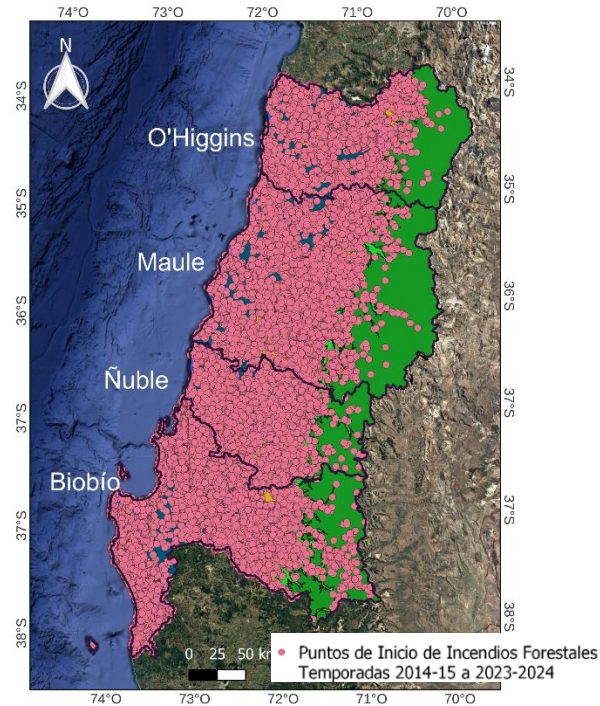 74°O 73°O 72°O 71°O 70°O
N
34°S
34°S
O'Higgins
35°S
35°S
Maule
36°S
36°S
Ñuble
37°S
37°S
Biobío
37°S
37°S
38°S
38°S
0 25 50 km
Puntos de Inicio de Incendios Forestales
Temporadas 2014-15 a 2023-2024
74°O 73°O 72°O 71°O 70°O